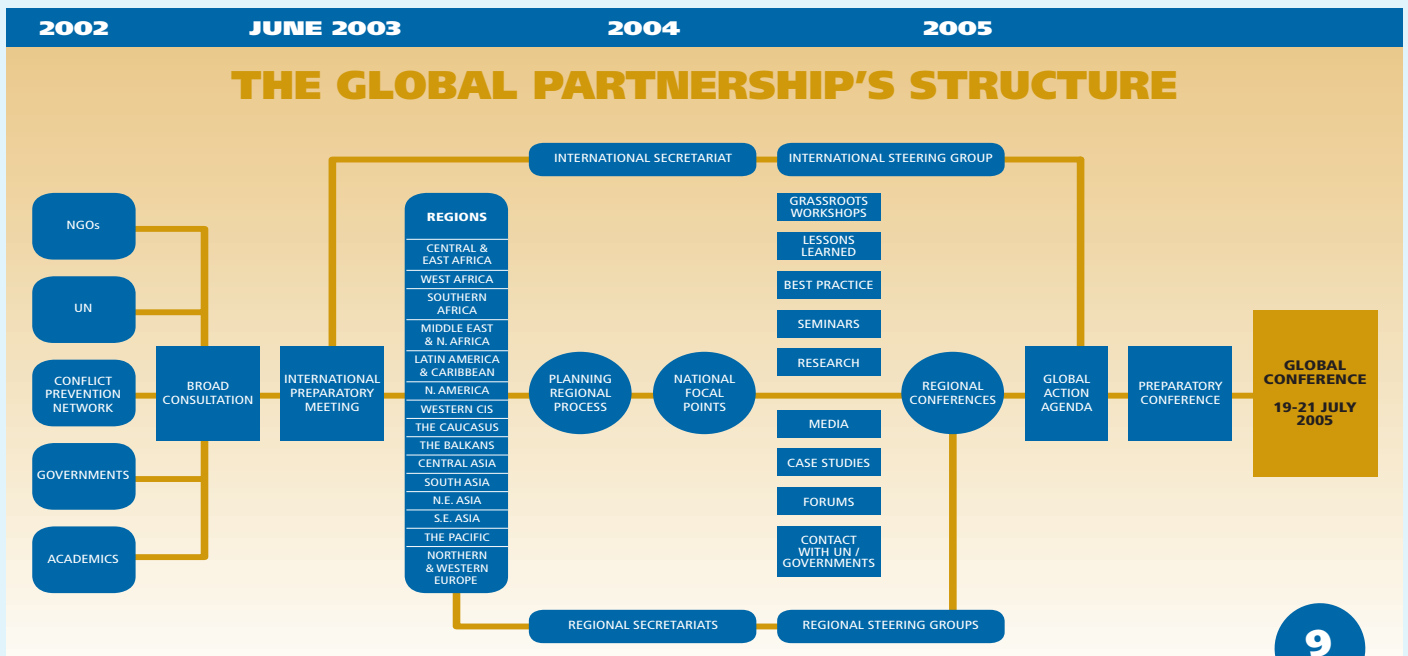 2002 JUNE 2003 2004 2005
THE GLOBAL PARTNERSHIP'S STRUCTURE
INTERNATIONAL SECRETARIAT
INTERNATIONAL STEERING GROUP
NGOs
UN
CONFLICT
PREVENTION
NETWORK
GOVERNMENTS
ACADEMICS
BROAD
CONSULTATION
INTERNATIONAL
PREPARATORY
MEETING
REGIONS
CENTRAL &
EAST AFRICA
WEST AFRICA
SOUTHERN
AFRICA
MIDDLE EAST
& N. AFRICA
LATIN AMERICA
& CARIBBEAN
N. AMERICA
WESTERN CIS
THE CAUCASUS
THE BALKANS
CENTRAL ASIA
SOUTH ASIA
N.E. ASIA
S.E. ASIA
THE PACIFIC
NORTHERN
& WESTERN
EUROPE
PLANNING
REGIONAL
PROCESS
NATIONAL
FOCAL
POINTS
GRASSROOTS
WORKSHOPS
LESSONS
LEARNED
BEST PRACTICE
SEMINARS
RESEARCH
MEDIA
CASE STUDIES
FORUMS
CONTACT
WITH UN /
GOVERNMENTS
REGIONAL
CONFERENCES
GLOBAL
ACTION
AGENDA
PREPARATORY
CONFERENCE
GLOBAL
CONFERENCE
19-21 JULY
2005
REGIONAL SECRETARIATS
REGIONAL STEERING GROUPS
9